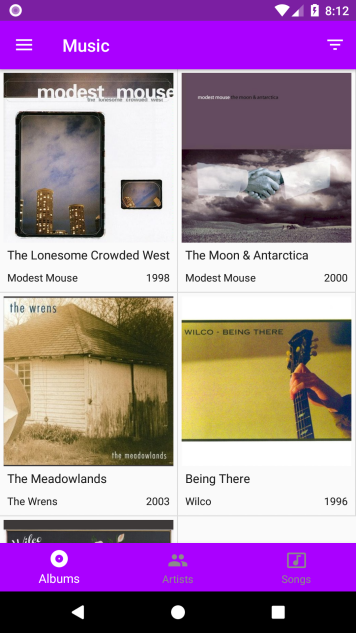 8:12
Music
modest mouse
the lonesome crowded west
modest mouse the moon & antarctica
The Lonesome Crowded West
Modest Mouse 1998
The Moon & Antarctica
Modest Mouse 2000
the wrens
the meadowlands
WILCO · BEING THERE
The Meadowlands
The Wrens 2003
Being There
Wilco 1996
Wilco
Albums
Artists
Songs